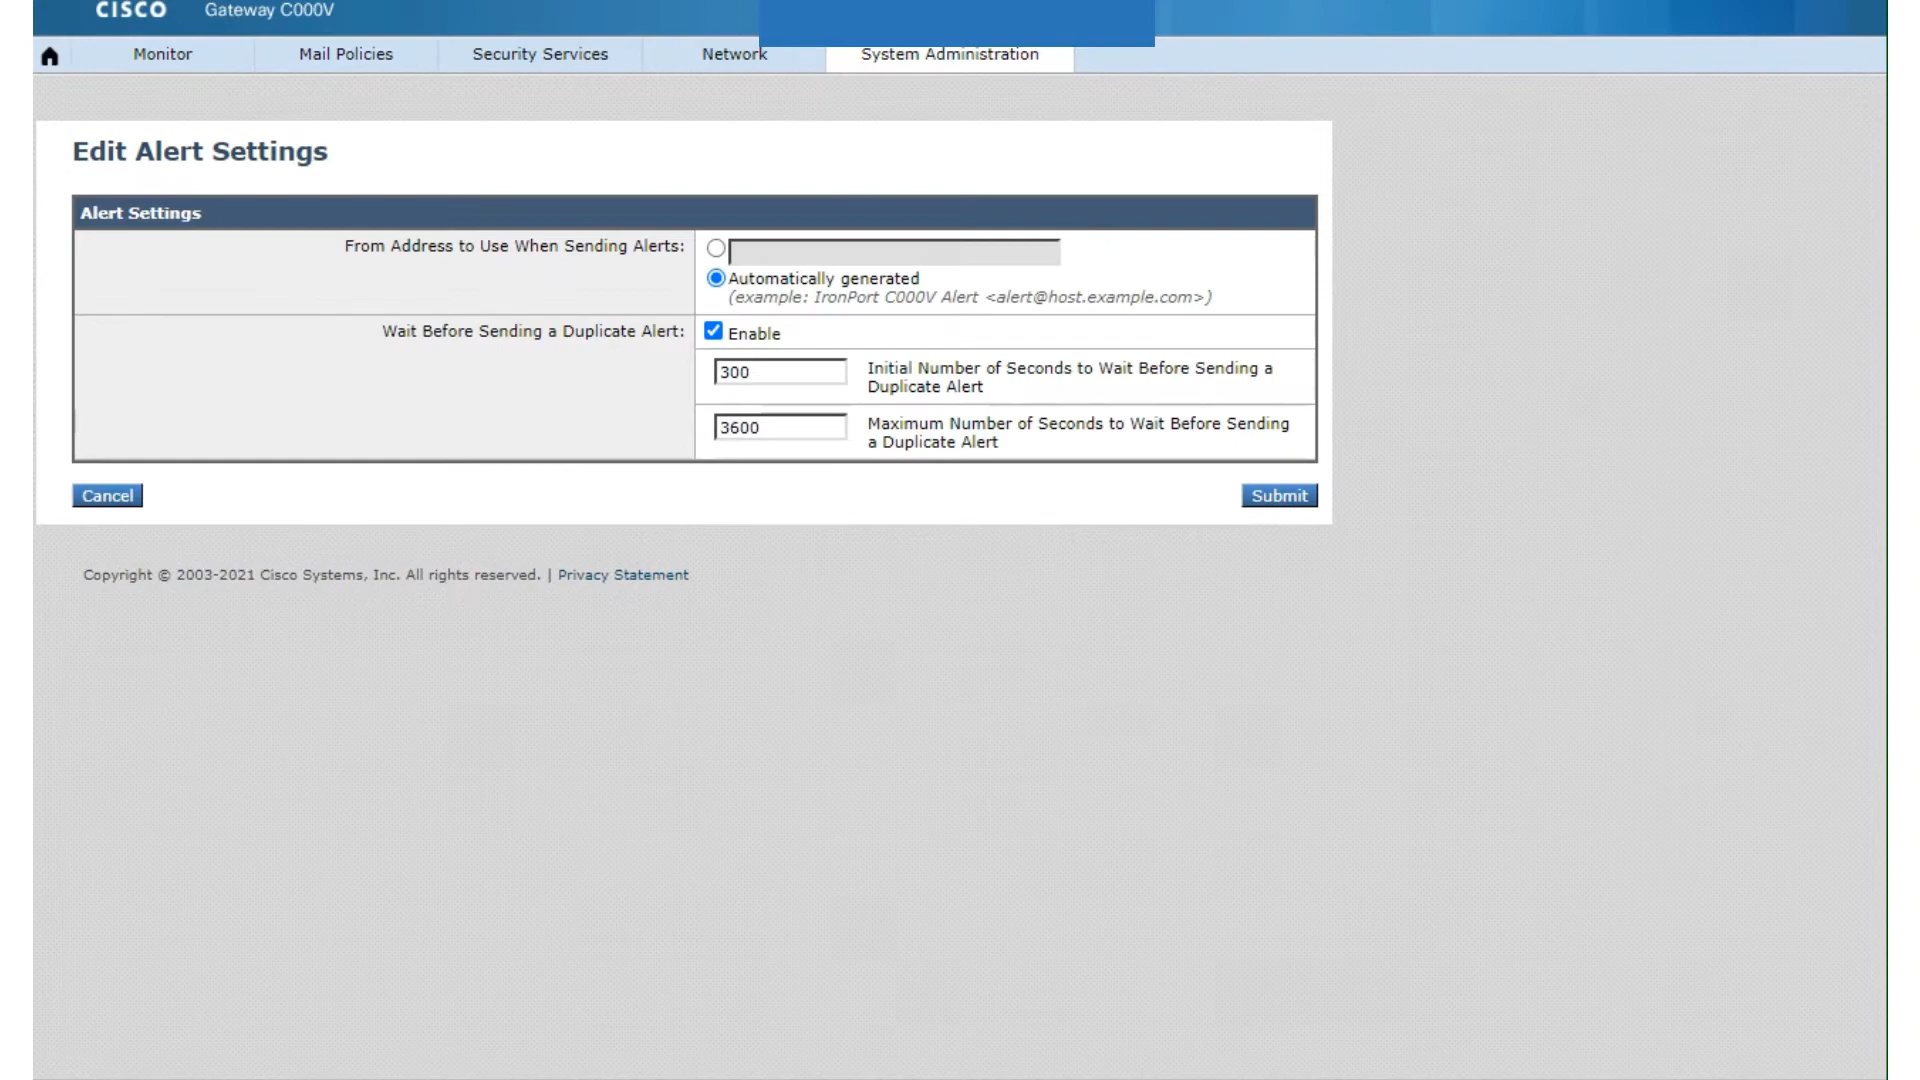 CISCO Gateway C000V
Monitor Mail Policies Security Services Network System Administration
Edit Alert Settings
Alert Settings
From Address to Use When Sending Alerts:
Automatically generated
(example: IronPort C000V Alert <alert@host.example.com>)
Wait Before Sending a Duplicate Alert: Enable
300 Initial Number of Seconds to Wait Before Sending a
Duplicate Alert
3600 Maximum Number of Seconds to Wait Before Sending
a Duplicate Alert
Cancel Submit
Copyright © 2003-2021 Cisco Systems, Inc. All rights reserved. | Privacy Statement